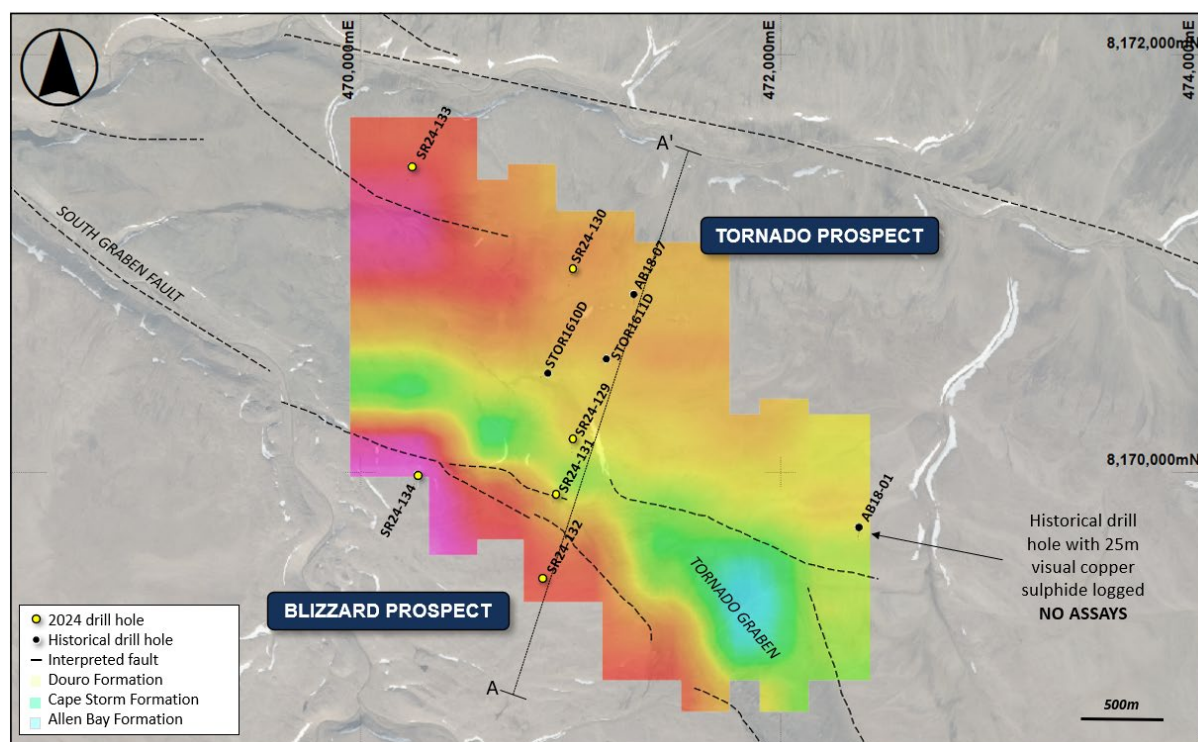 470,000mE
472,000mE
474,000mE
8,172,000mN
SR24-133
A'
SOUTH GRABEN FAULT
SR24-130
TORNADO PROSPECT
AB18-07
STOR1610D
STOR1611D
SR24-129
SR24-131
8,170,000mN
SR24-134
AB18-01
SR24-132
Historical drill
hole with 25m
visual copper
sulphide logged
NO ASSAYS
BLIZZARD PROSPECT
TORNADO GRABEN
A
2024 drill hole
Historical drill hole
Interpreted fault
Douro Formation
Cape Storm Formation
Allen Bay Formation
500m